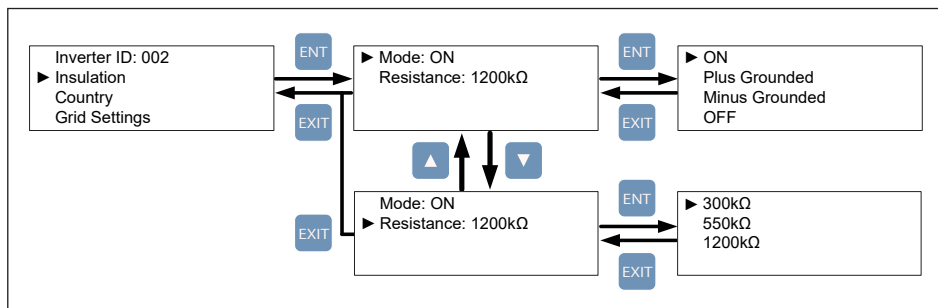 Inverter ID: 002
► Insulation
Country
Grid Settings
ENT
EXIT
► Mode: ON
Resistance: 1200kΩ
ENT
EXIT
► ON
Plus Grounded
Minus Grounded
OFF
▲
▼
EXIT
Mode: ON
► Resistance: 1200kΩ
ENT
EXIT
► 300kΩ
550kΩ
1200kΩ